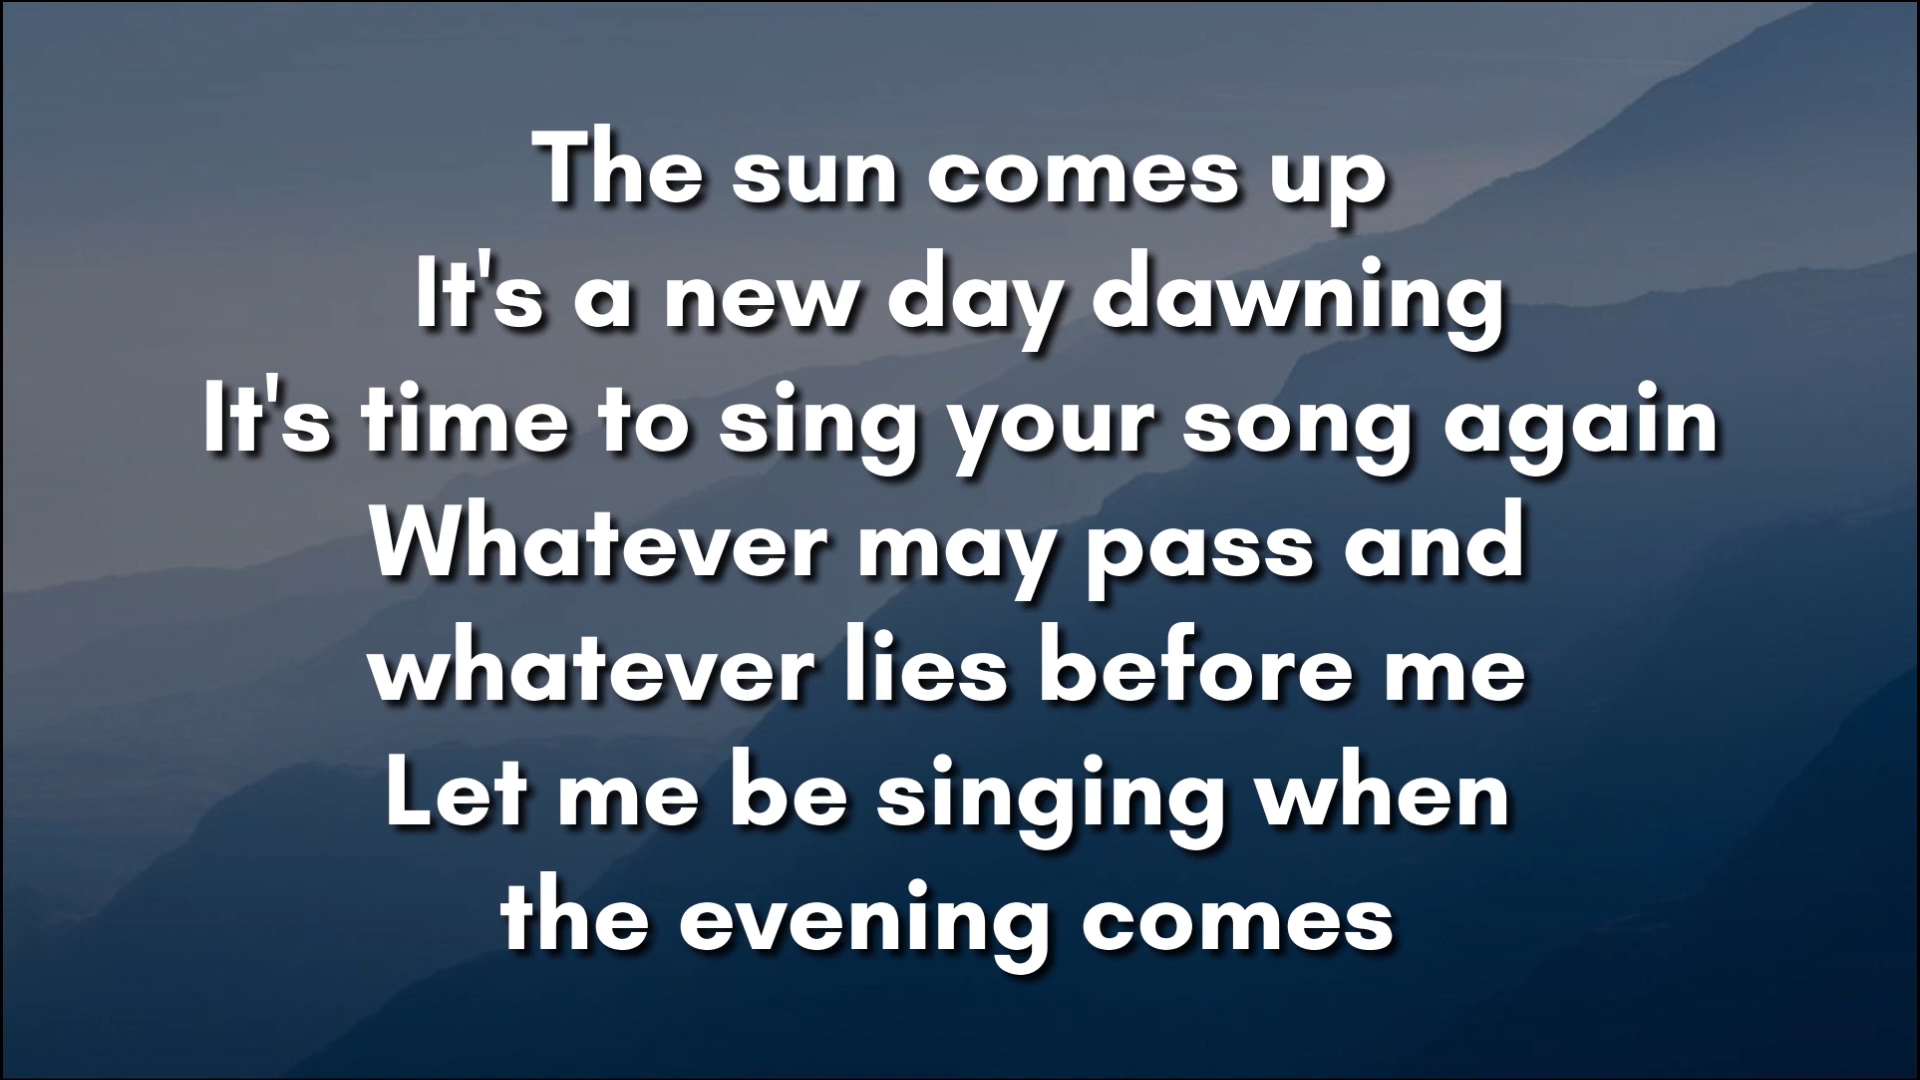 The sun comes up
It's a new day dawning
It's time to sing your song again
Whatever may pass and
whatever lies before me
Let me be singing when
the evening comes